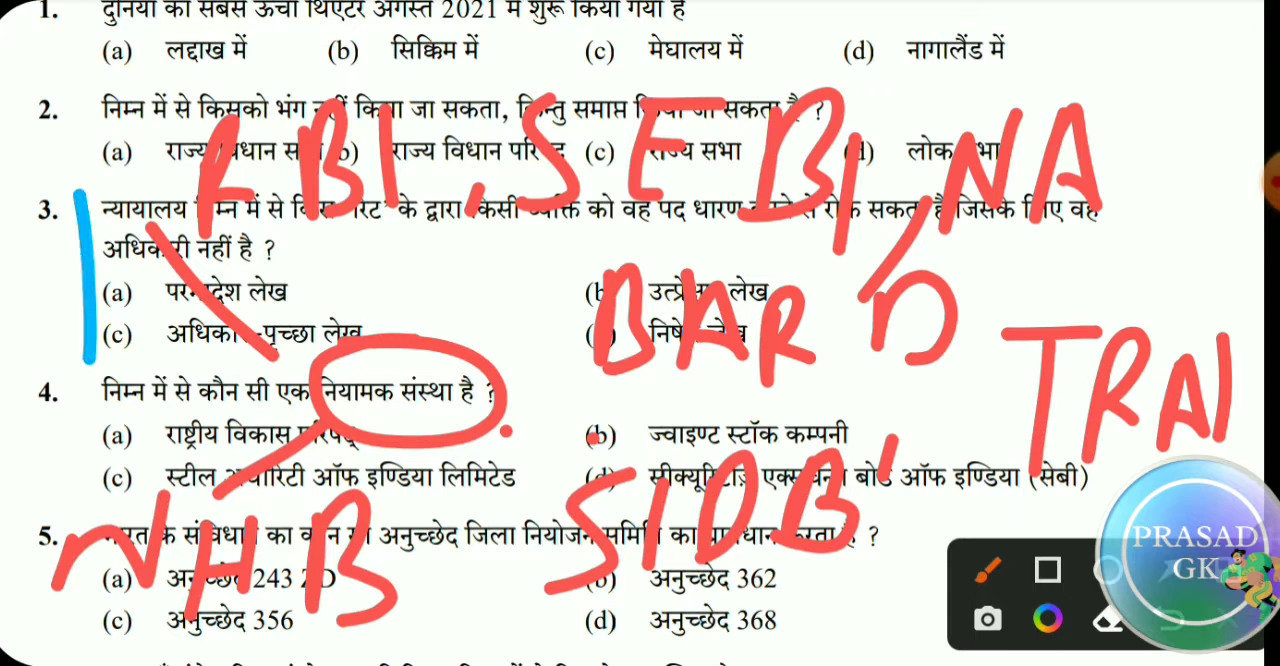 1. दुनिया का सबसे ऊंचा थिएटर अगस्त 2021 में शुरू किया गया है
(a) लद्दाख में (b) सिक्किम में (c) मेघालय में (d) नागालैंड में
2. निम्न में से किसको भंग नहीं किया जा सकता, किन्तु समाप्त किया जा सकता है ?
(a) राज्य विधान सभा (b) राज्य विधान परिषद (c) राज्य सभा (d) लोक सभा
RBI, SEBI, NA
3. न्यायालय निम्न में से किस 'रिट' के द्वारा किसी व्यक्ति को वह पद धारण करने से रोक सकता है जिसके लिए वह
अधिकारी नहीं है ?
(a) परमादेश लेख (b) उत्प्रेषण लेख
(c) अधिकार-पृच्छा लेख (d) निषेध लेख
BAR D
TRAI
4. निम्न में से कौन सी एक नियामक संस्था है ?
(a) राष्ट्रीय विकास परिषद् (b) ज्वाइण्ट स्टॉक कम्पनी
(c) स्टील अथारिटी ऑफ इण्डिया लिमिटेड (d) सीक्यूरिटीज़ एक्सचेन्ज बोर्ड ऑफ इण्डिया (सेबी)
NHB SIDBI
5. भारत के संविधान का कौन सा अनुच्छेद जिला नियोजन समिति का प्रावधान करता है ?
(a) अनुच्छेद 243 ZD (b) अनुच्छेद 362
(c) अनुच्छेद 356 (d) अनुच्छेद 368
PRASAD
GK